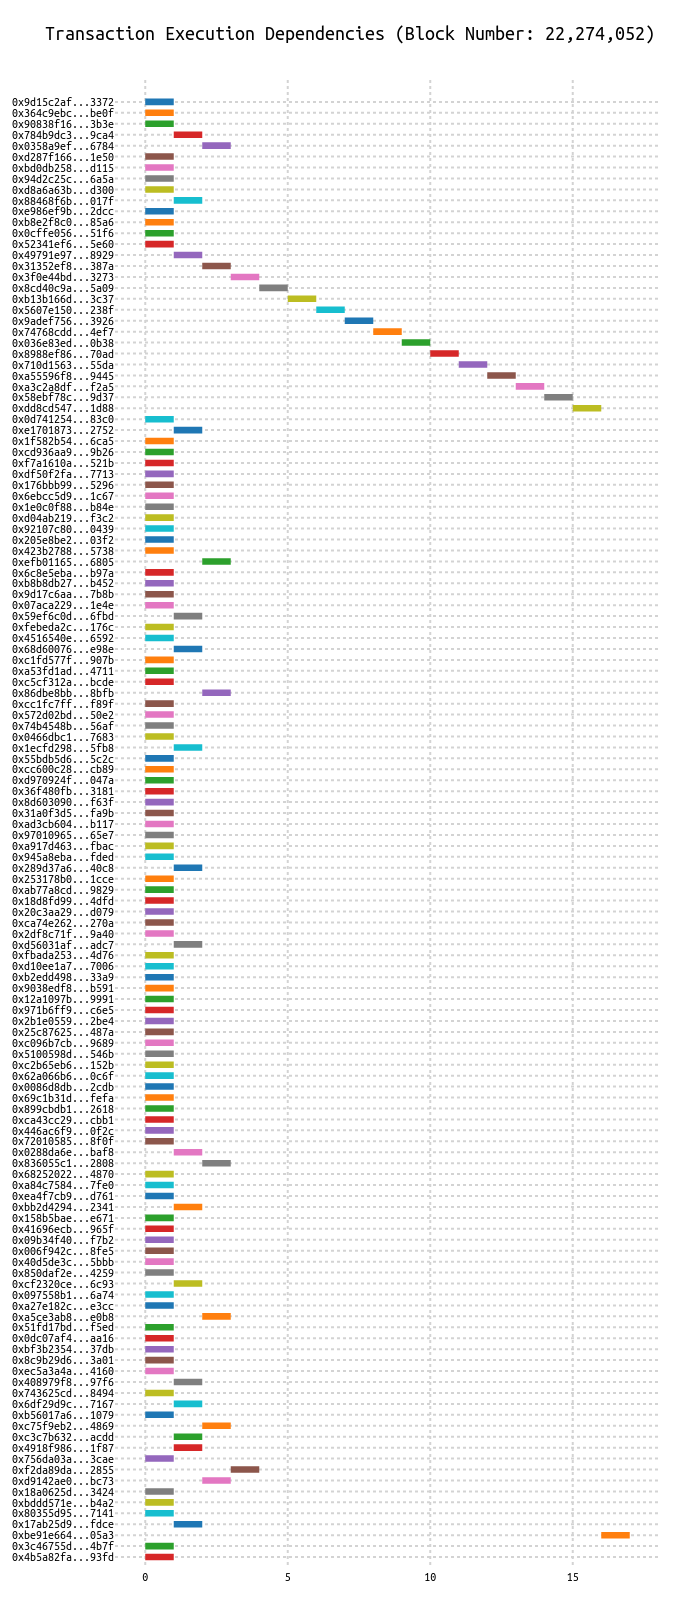 Transaction Execution Dependencies (Block Number: 22,274,052)
0x9d15c2af...3372
0x364c9ebc...be0f
0x90838f16...3b3e
0x784b9dc3...9ca4
0x0358a9ef...6784
0xd287f166...1e50
0xbd0db258...d115
0x94d2c25c...6a5a
0xd8a6a63b...d300
0x88468f6b...017f
0xe986ef9b...2dcc
0xb8e2f8c0...85a6
0x0cffe056...51f6
0x52341ef6...5e60
0x49791e97...8929
0x31352ef8...387a
0x3f0e44bd...3273
0x8cd40c9a...5a09
0xb13b166d...3c37
0x5607e150...238f
0x9adef756...3926
0x74768cdd...4ef7
0x036e83ed...0b38
0x8988ef86...70ad
0x710d1563...55da
0xa55596f8...9445
0xa3c2a8df...f2a5
0x58ebf78c...9d37
0xdd8cd547...1d88
0x0d741254...83c0
0xe1701873...2752
0x1f582b54...6ca5
0xcd936aa9...9b26
0xf7a1610a...521b
0xdf50f2fa...7713
0x176bbb99...5296
0x6ebcc5d9...1c67
0x1e0c0f88...b84e
0xd04ab219...f3c2
0x92107c80...0439
0x205e8be2...03f2
0x423b2788...5738
0xefb01165...6805
0x6c8e5eba...b97a
0xb8b8db27...b452
0x9d17c6aa...7b8b
0x07aca229...1e4e
0x59ef6c0d...6fbd
0xfebeda2c...176c
0x4516540e...6592
0x68d60076...e98e
0xc1fd577f...907b
0xa53fd1ad...4711
0xc5cf312a...bcde
0x86dbe8bb...8bfb
0xcc1fc7ff...f89f
0x572d02bd...50e2
0x74b4548b...56af
0x0466dbc1...7683
0x1ecfd298...5fb8
0x55bdb5d6...5c2c
0xcc600c28...cb89
0xd970924f...047a
0x36f480fb...3181
0x8d603090...f63f
0x31a0f3d5...fa9b
0xad3cb604...b117
0x97010965...65e7
0xa917d463...fbac
0x945a8eba...fded
0x289d37a6...40c8
0x253178b0...1cce
0xab77a8cd...9829
0x18d8fd99...4dfd
0x20c3aa29...d079
0xca74e262...270a
0x2df8c71f...9a40
0xd56031af...adc7
0xfbada253...4d76
0xd10ee1a7...7006
0xb2edd498...33a9
0x9038edf8...b591
0x12a1097b...9991
0x971b6ff9...c6e5
0x2b1e0559...2be4
0x25c87625...487a
0xc096b7cb...9689
0x5100598d...546b
0xc2b65eb6...152b
0x62a066b6...0c6f
0x0086d8db...2cdb
0x69c1b31d...fefa
0x899cbdb1...2618
0xca43cc29...cbb1
0x446ac6f9...0f2c
0x72010585...8f0f
0x0288da6e...baf8
0x836055c1...2808
0x68252022...4870
0xa84c7584...7fe0
0xea4f7cb9...d761
0xbb2d4294...2341
0x158b5bae...e671
0x41696ecb...965f
0x09b34f40...f7b2
0x006f942c...8fe5
0x40d5de3c...5bbb
0x850daf2e...4259
0xcf2320ce...6c93
0x097558b1...6a74
0xa27e182c...e3cc
0xa5ce3ab8...e0b8
0x51fd17bd...f5ed
0x0dc07af4...aa16
0xbf3b2354...37db
0x8c9b29d6...3a01
0xec5a3a4a...4160
0x408979f8...97f6
0x743625cd...8494
0x6df29d9c...7167
0xb56017a6...1079
0xc75f9eb2...4869
0xc3c7b632...acdd
0x4918f986...1f87
0x756da03a...3cae
0xf2da89da...2855
0xd9142ae0...bc73
0x18a0625d...3424
0xbddd571e...b4a2
0x80355d95...7141
0x17ab25d9...fdce
0xbe91e664...05a3
0x3c46755d...4b7f
0x4b5a82fa...93fd
0 5 10 15